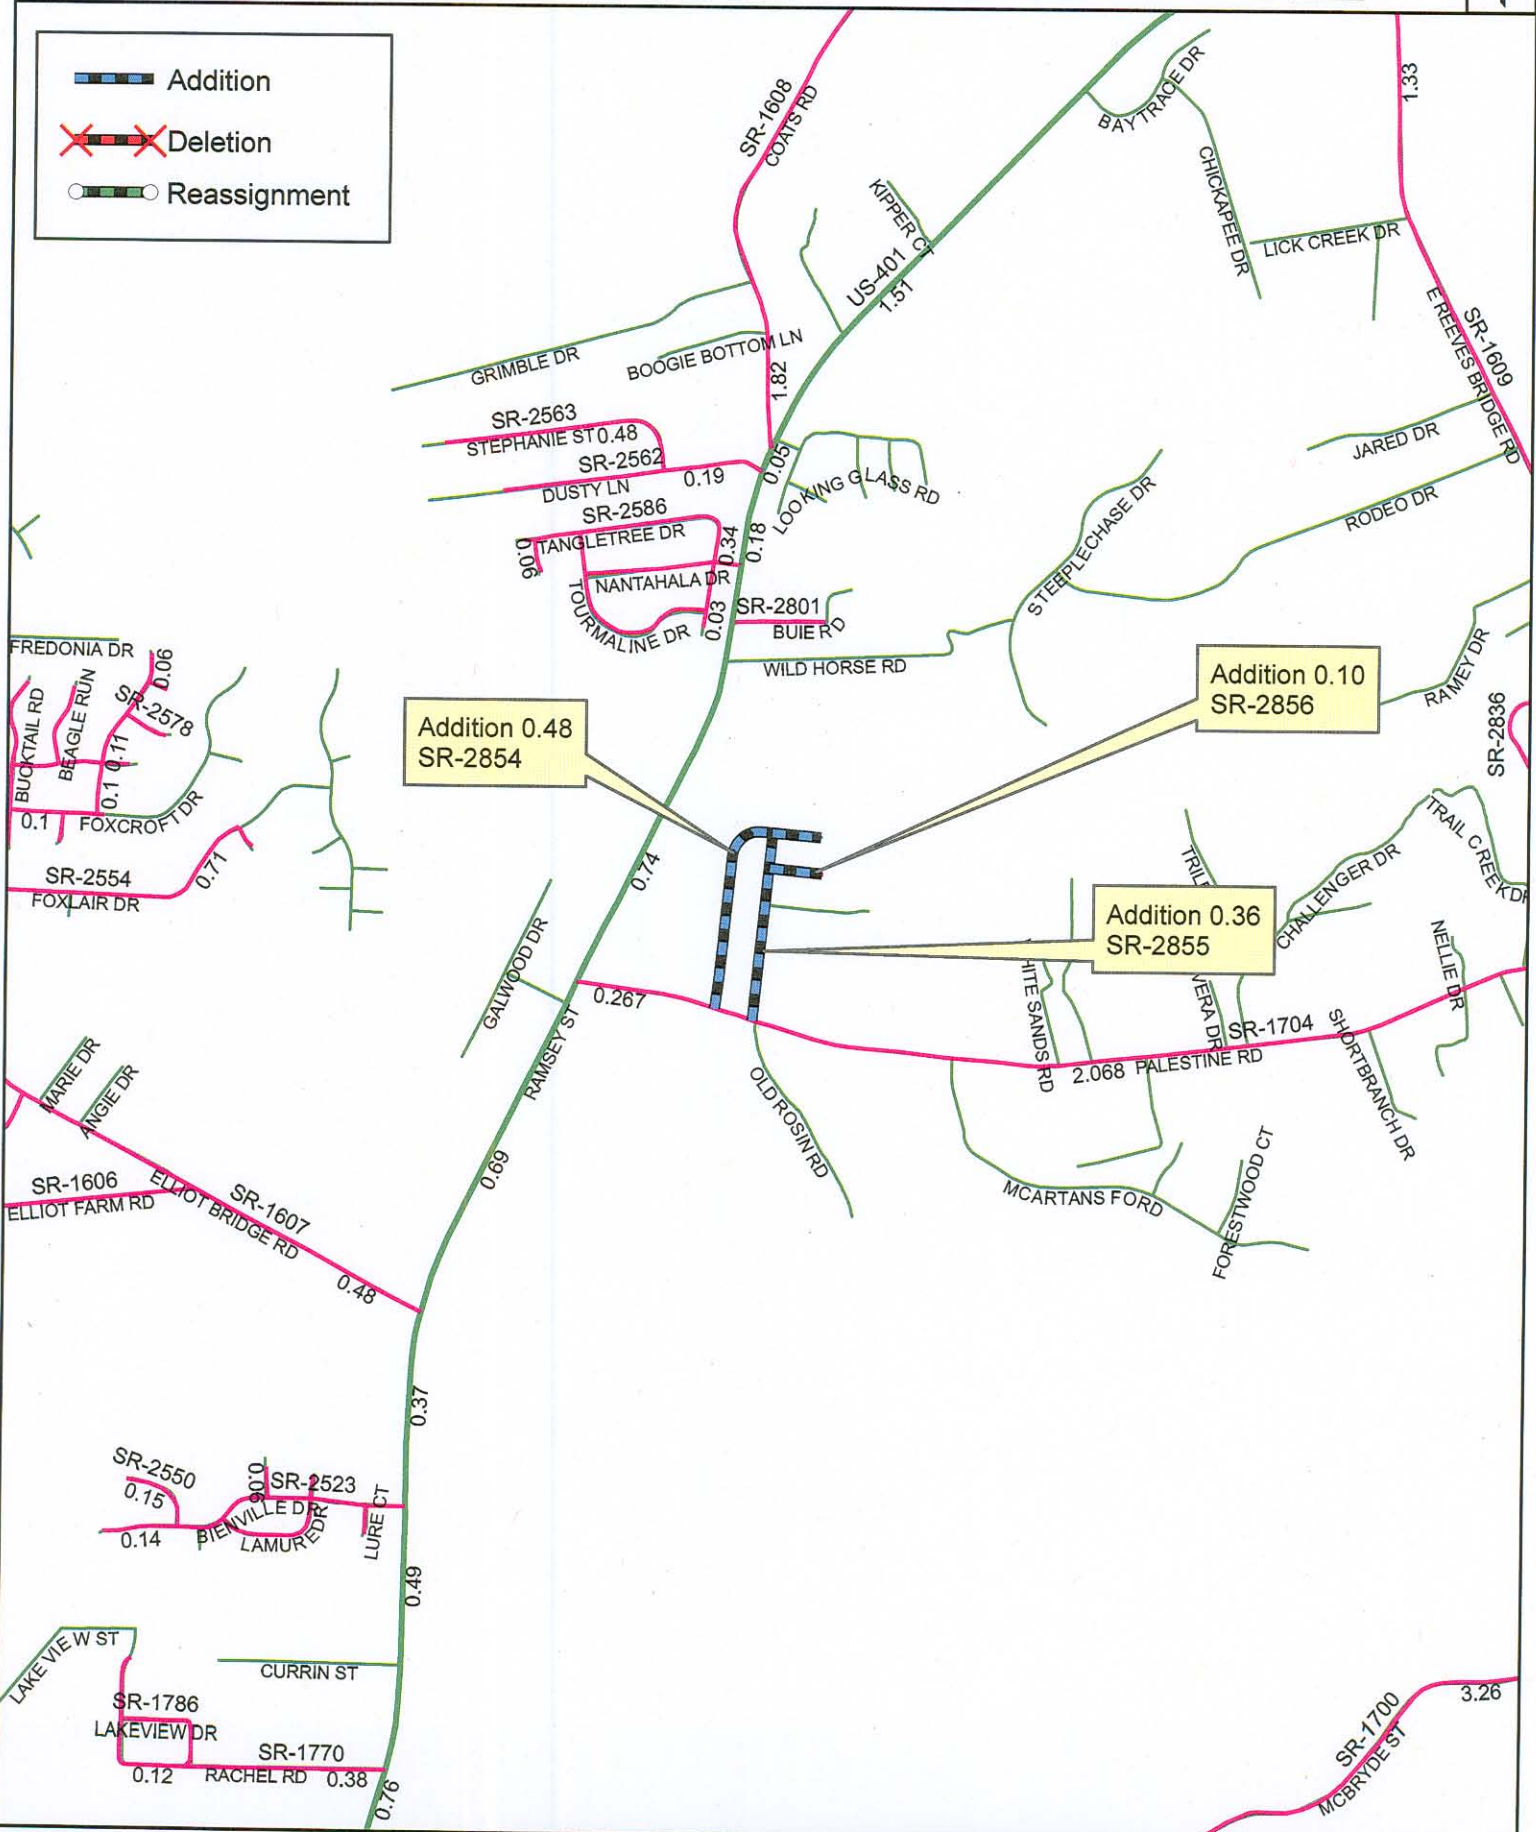 Addition
Deletion
Reassignment
SR-1608
COATS RD
BAYTRACE DR
CHICKAPEE DR
1.33
KIPPER CT
US-401
1.51
LICK CREEK DR
E REEVES BRIDGE RD
SR-1609
GRIMBLE DR
BOOGIE BOTTOM LN
1.82
SR-2563
STEPHANIE ST 0.48
SR-2562
DUSTY LN
0.19
0.05
LOOKING GLASS RD
JARED DR
RODEO DR
SR-2586
TANGLETREE DR
0.06
0.34
0.18
NANTAHALA DR
TOURMALINE DR
0.03
SR-2801
BUIE RD
STEEPLECHASE DR
WILD HORSE RD
RAMEY DR
SR-2836
FREDONIA DR
0.06
BUCKTAIL RD
BEAGLE RUN
SR-2578
0.11
0.1
0.1
FOXCROFT DR
SR-2554
FOXLAIR DR
0.71
Addition 0.48
SR-2854
Addition 0.10
SR-2856
0.74
Addition 0.36
SR-2855
CHALLENGER DR
TRAIL CREEK DR
NELLIE DR
GALWOOD DR
0.267
RAMSEY ST
HITE SANDS RD
VERA DR
SR-1704
2.068 PALESTINE RD
SHORTBRANCH DR
OLD ROSIN RD
MCARTANS FORD
FORESTWOOD CT
MARIE DR
ANGIE DR
0.69
SR-1606
ELLIOT FARM RD
SR-1607
ELLIOT BRIDGE RD
0.48
0.37
SR-2550
0.15
0.06
SR-2523
BIENVILLE DR
LAMURE DR
LURE CT
0.14
0.49
LAKE VIEW ST
CURRIN ST
SR-1786
LAKEVIEW DR
SR-1770
0.12
RACHEL RD
0.38
0.76
SR-1700
MCBRYDE ST
3.26